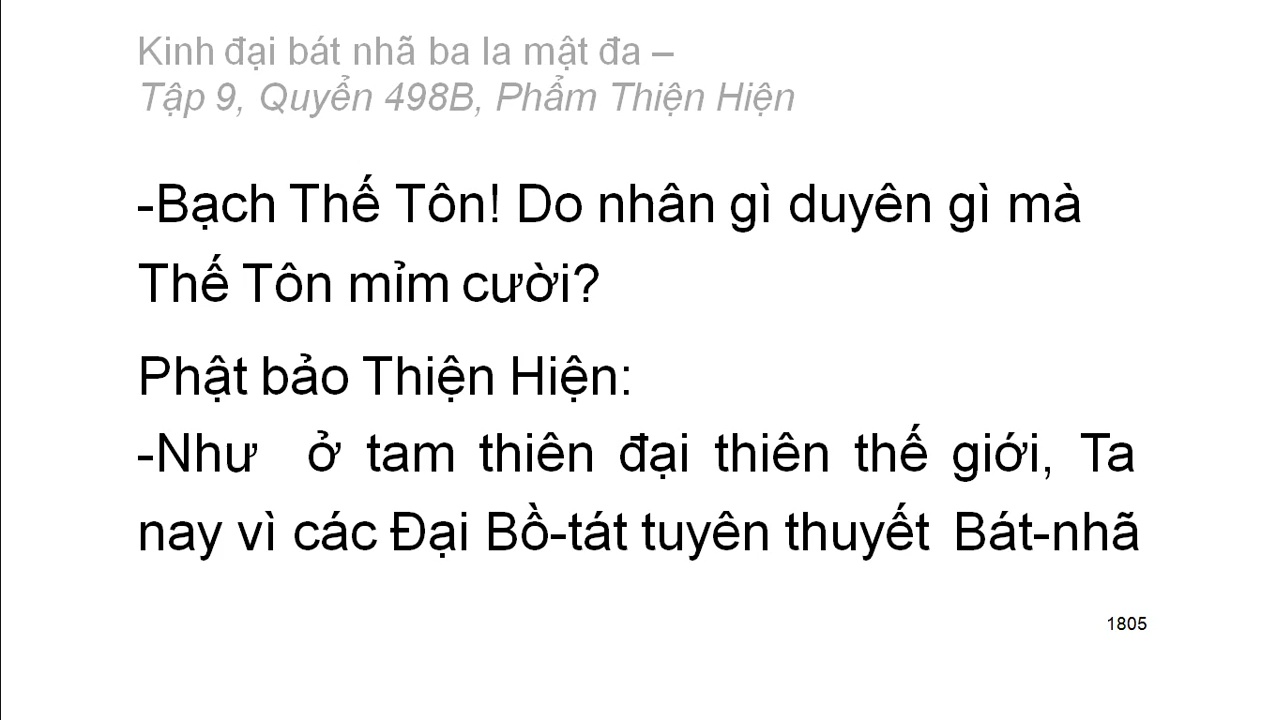 Kinh đại bát nhã ba la mật đa –
Tập 9, Quyển 498B, Phẩm Thiện Hiện
-Bạch Thế Tôn! Do nhân gì duyên gì mà
Thế Tôn mỉm cười?
Phật bảo Thiện Hiện:
-Như ở tam thiên đại thiên thế giới, Ta
nay vì các Đại Bồ-tát tuyên thuyết Bát-nhã
1805